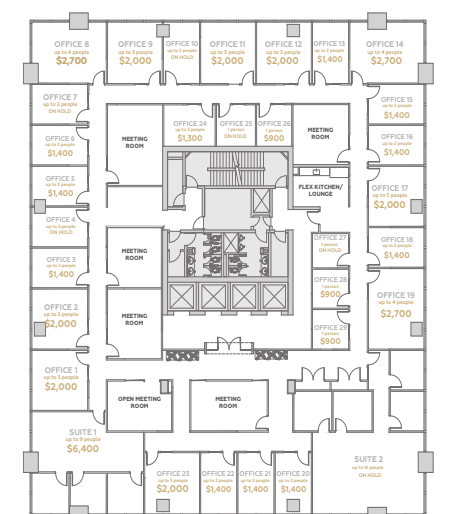 OFFICE 8
up to 4 people
$2,700
OFFICE 9
up to 3 people
$2,000
OFFICE 10
up to 2 people
ON HOLD
OFFICE 11
up to 3 people
$2,000
OFFICE 12
up to 3 people
$2,000
OFFICE 13
up to 2 people
$1,400
OFFICE 14
up to 4 people
$2,700
OFFICE 7
up to 2 people
ON HOLD
OFFICE 6
up to 2 people
$1,400
OFFICE 5
up to 2 people
$1,400
OFFICE 4
up to 2 people
ON HOLD
OFFICE 3
up to 2 people
$1,400
OFFICE 2
up to 3 people
$2,000
OFFICE 1
up to 3 people
$2,000
SUITE 1
up to 9 people
$6,400
MEETING
ROOM
OFFICE 24
up to 2 people
$1,300
OFFICE 25
1 person
ON HOLD
OFFICE 26
1 person
$900
MEETING
ROOM
FLEX KITCHEN/
LOUNGE
MEETING
ROOM
MEETING
ROOM
OFFICE 27
1 person
ON HOLD
OFFICE 28
1 person
$900
OFFICE 29
1 person
$900
OPEN MEETING
ROOM
MEETING
ROOM
OFFICE 15
up to 2 people
$1,400
OFFICE 16
up to 2 people
$1,400
OFFICE 17
up to 3 people
$2,000
OFFICE 18
up to 2 people
$1,400
OFFICE 19
up to 4 people
$2,700
OFFICE 23
up to 3 people
$2,000
OFFICE 22
up to 2 people
$1,400
OFFICE 21
up to 2 people
$1,400
OFFICE 20
up to 2 people
$1,400
SUITE 2
ON HOLD